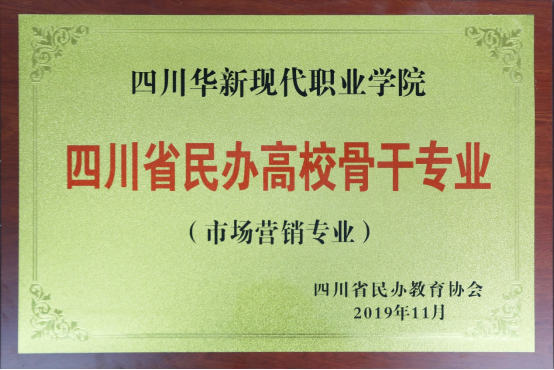 四川华新现代职业学院
四川省民办高校骨干专业
（市场营销专业）
四川省民办教育协会
2019年11月